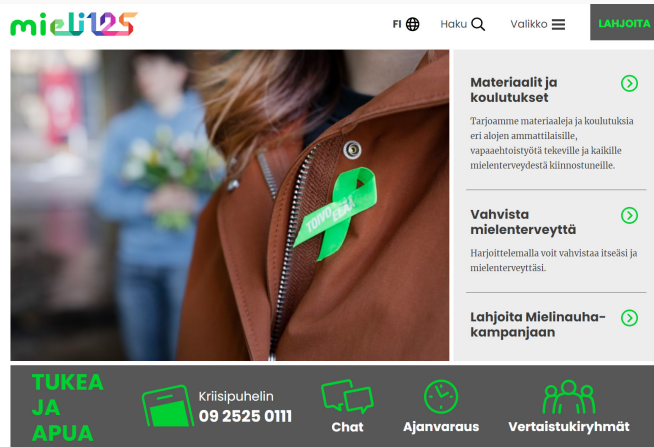 mieli125
FI
Haku
Valikko
LAHJOITA
TOIVO ELÄÄ
Materiaalit ja
koulutukset
Tarjoamme materiaaleja ja koulutuksia
eri alojen ammattilaisille,
vapaaehtoistyötä tekeville ja kaikille
mielenterveydestä kiinnostuneille.
Vahvista
mielenterveyttä
Harjoittelemalla voit vahvistaa itseäsi ja
mielenterveyttäsi.
Lahjoita Mielinauha-
kampanjaan
TUKEA
JA
APUA
Kriisipuhelin
09 2525 0111
Chat
Ajanvaraus
Vertaistukiryhmät